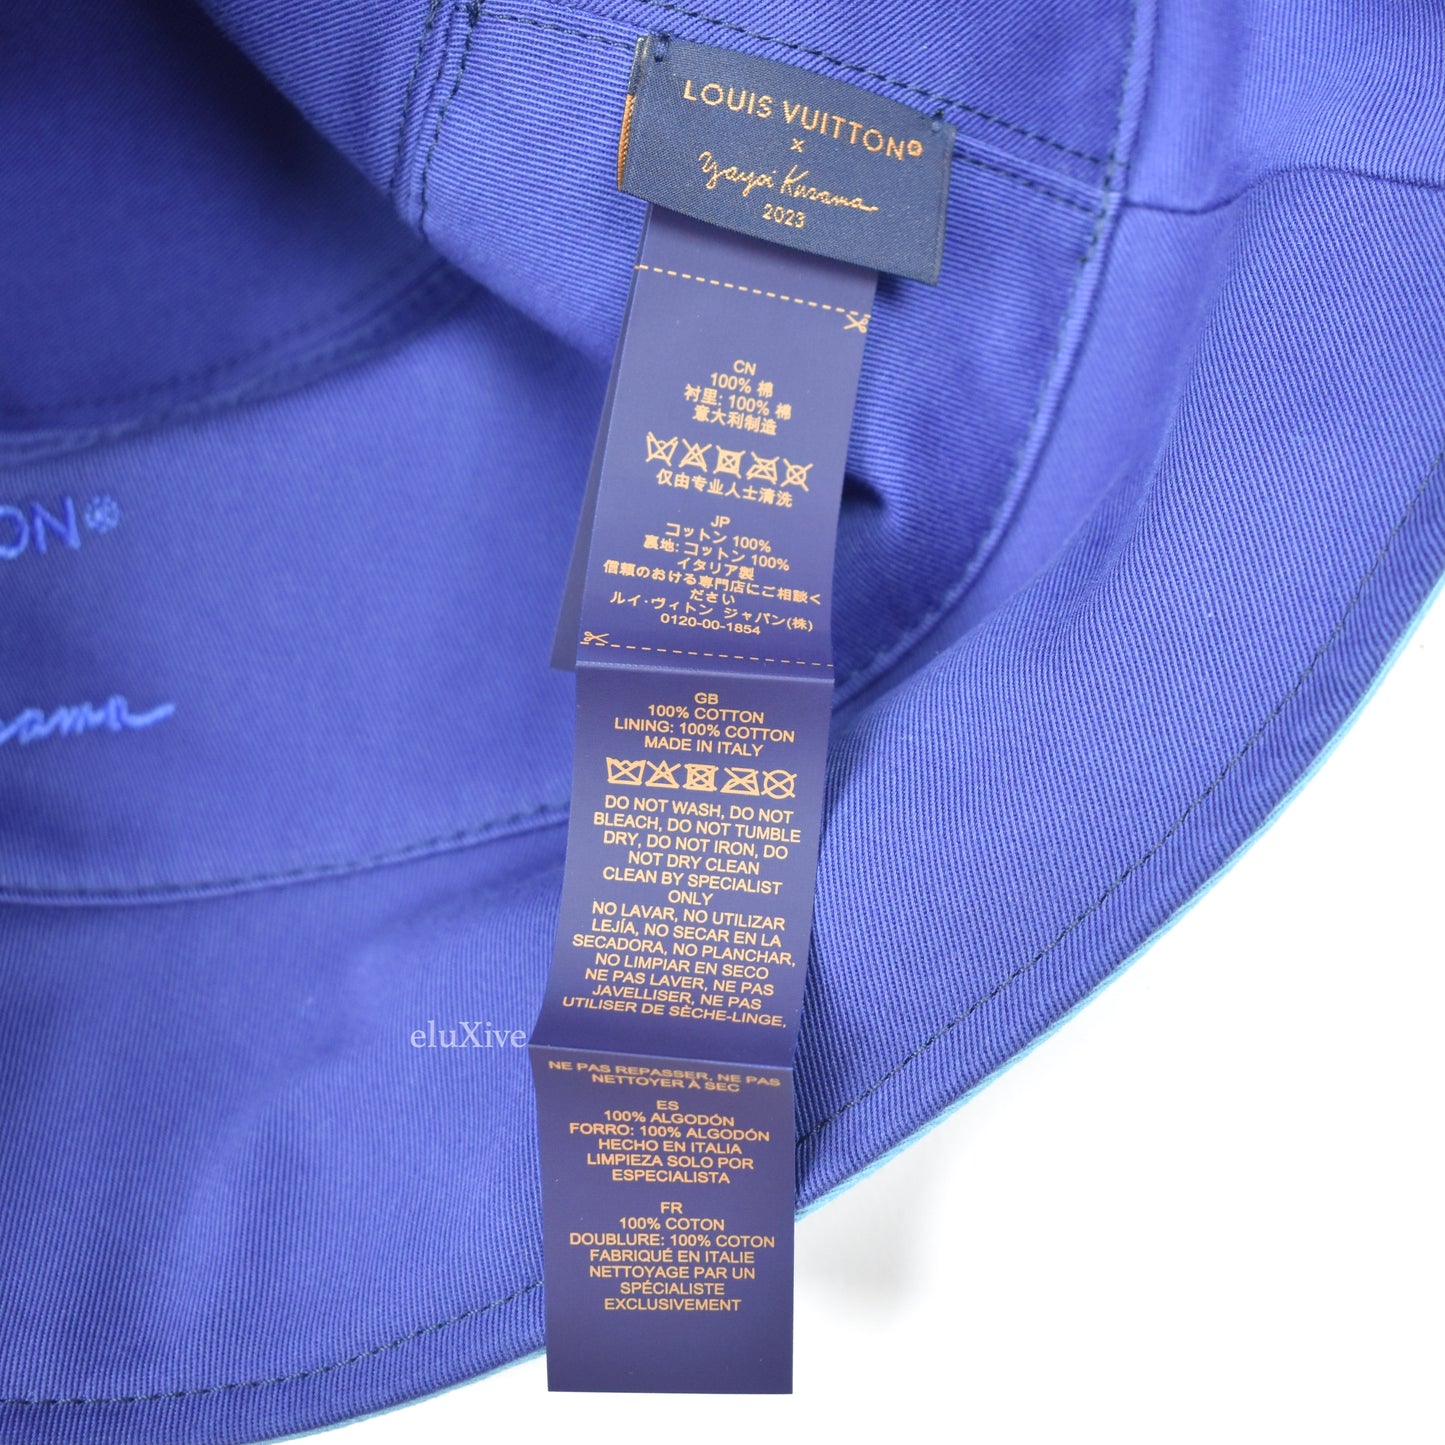 LOUIS VUITTON
×
Yayoi Kusama
2023
CN
100% 棉
衬里: 100% 棉
意大利制造
仅由专业人士清洗
JP
コットン 100%
裏地: コットン 100%
イタリア製
信頼のおける専門店にご相談く
ださい
ルイ·ヴィトン ジャパン(株)
0120-00-1854
GB
100% COTTON
LINING: 100% COTTON
MADE IN ITALY
DO NOT WASH, DO NOT
BLEACH, DO NOT TUMBLE
DRY, DO NOT IRON, DO
NOT DRY CLEAN
CLEAN BY SPECIALIST
ONLY
NO LAVAR, NO UTILIZAR
LEJÍA, NO SECAR EN LA
SECADORA, NO PLANCHAR,
NO LIMPIAR EN SECO
NE PAS LAVER, NE PAS
JAVELLISER, NE PAS
UTILISER DE SÈCHE-LINGE,
NE PAS REPASSER, NE PAS
NETTOYER À SEC
ES
100% ALGODÓN
FORRO: 100% ALGODÓN
HECHO EN ITALIA
LIMPIEZA SOLO POR
ESPECIALISTA
FR
100% COTON
DOUBLURE: 100% COTON
FABRIQUÉ EN ITALIE
NETTOYAGE PAR UN
SPÉCIALISTE
EXCLUSIVEMENT
TON
sama
eluXive